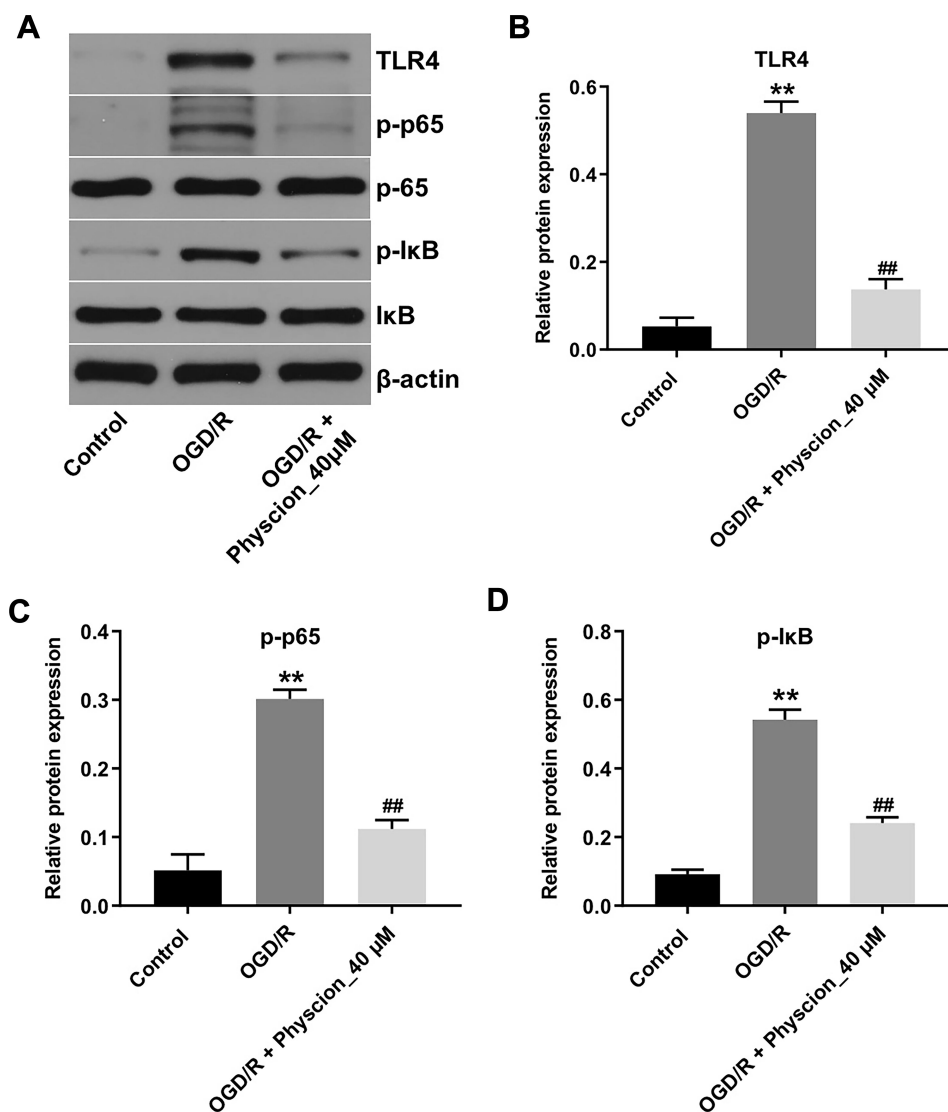 A
TLR4
p-p65
p-65
p-IκB
IκB
β-actin
Control
OGD/R
OGD/R +
Physcion_40μM
B
TLR4
**
##
Relative protein expression
0.6
0.4
0.2
0.0
Control
OGD/R
OGD/R + Physcion_40 μM
C
p-p65
**
##
Relative protein expression
0.4
0.3
0.2
0.1
0.0
Control
OGD/R
OGD/R + Physcion_40 μM
D
p-IκB
**
##
Relative protein expression
0.8
0.6
0.4
0.2
0.0
Control
OGD/R
OGD/R + Physcion_40 μM